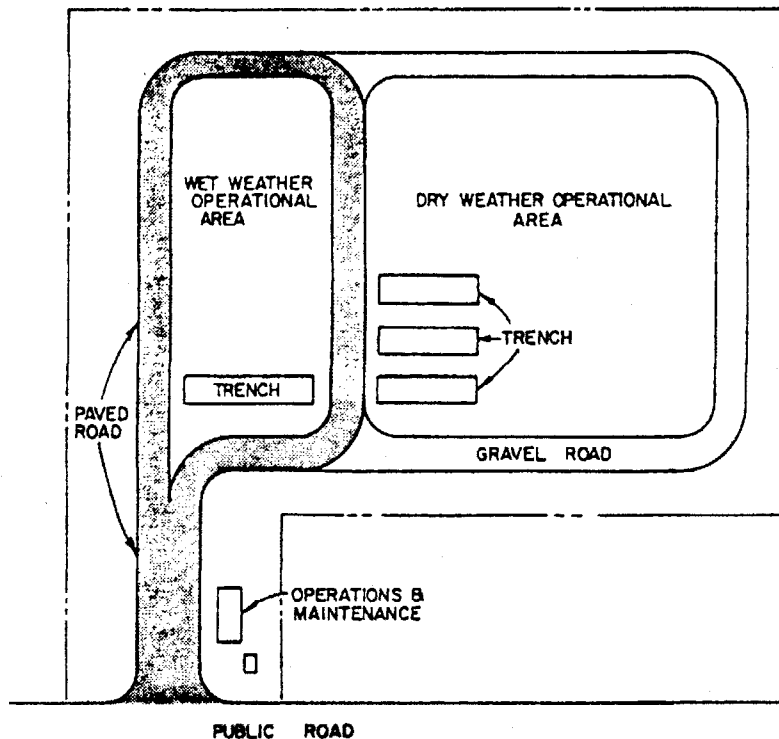 WET WEATHER
OPERATIONAL
AREA
DRY WEATHER OPERATIONAL
AREA
TRENCH
TRENCH
PAVED
ROAD
GRAVEL ROAD
OPERATIONS &
MAINTENANCE
PUBLIC ROAD